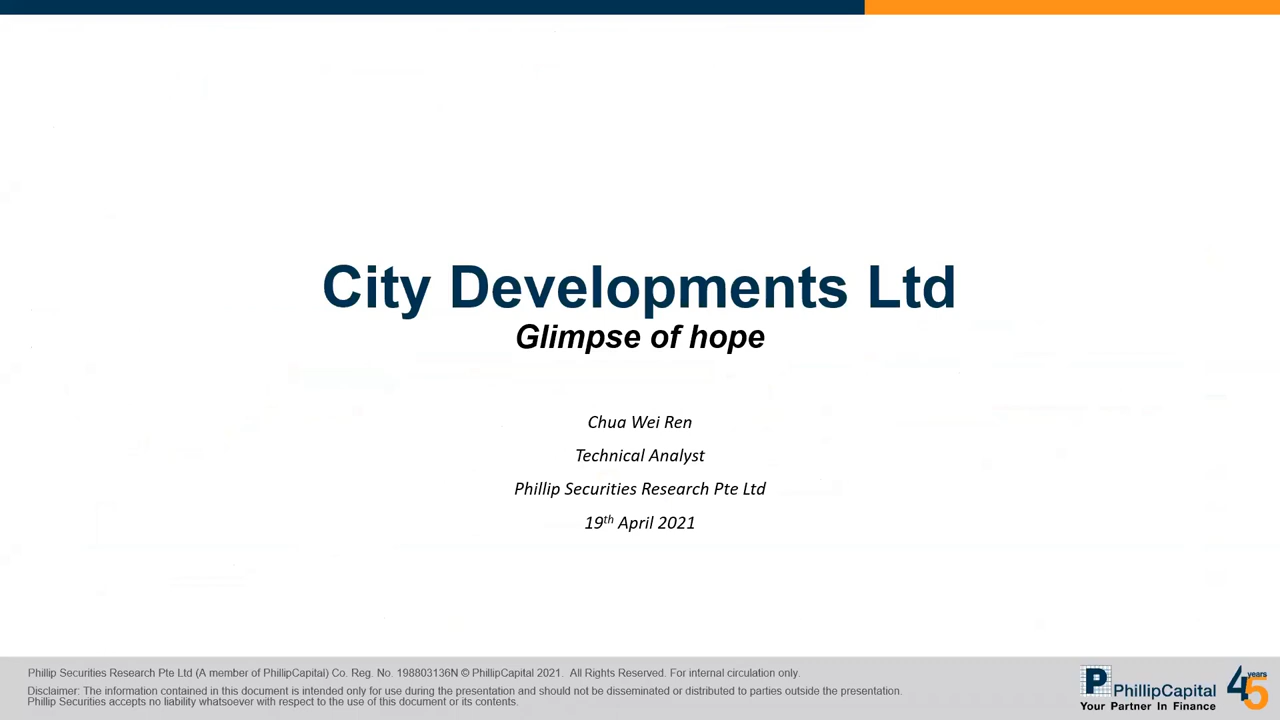 City Developments Ltd
Glimpse of hope
Chua Wei Ren
Technical Analyst
Phillip Securities Research Pte Ltd
19th April 2021
Phillip Securities Research Pte Ltd (A member of PhillipCapital) Co. Reg. No. 198803136N © PhillipCapital 2021. All Rights Reserved. For internal circulation only.
Disclaimer: The information contained in this document is intended only for use during the presentation and should not be disseminated or distributed to parties outside the presentation.
Phillip Securities accepts no liability whatsoever with respect to the use of this document or its contents.
P PhillipCapital
Your Partner In Finance
45 years